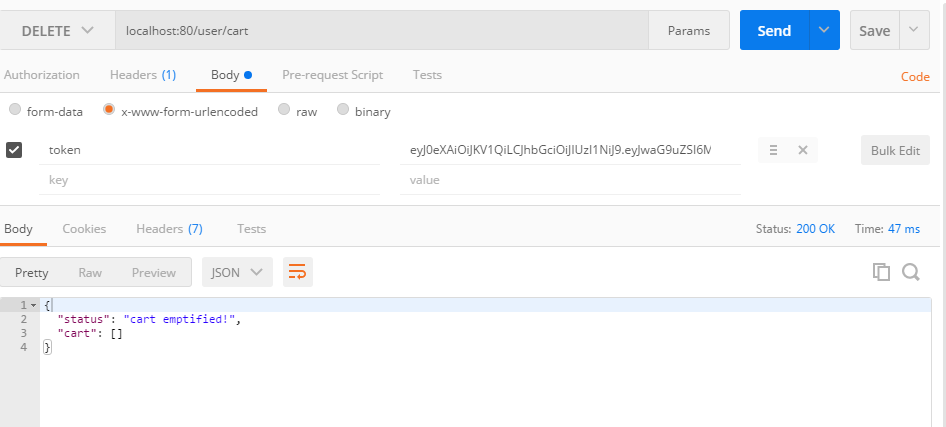 DELETE localhost:80/user/cart Params Send Save
Authorization Headers (1) Body Pre-request Script Tests Code
form-data x-www-form-urlencoded raw binary
token eyJ0eXAiOiJKV1QiLCJhbGciOiJIUzI1NiJ9.eyJwaG9uZSI6M Bulk Edit
key value
Body Cookies Headers (7) Tests Status: 200 OK Time: 47 ms
Pretty Raw Preview JSON
1 {
2 "status": "cart emptified!",
3 "cart": []
4 }